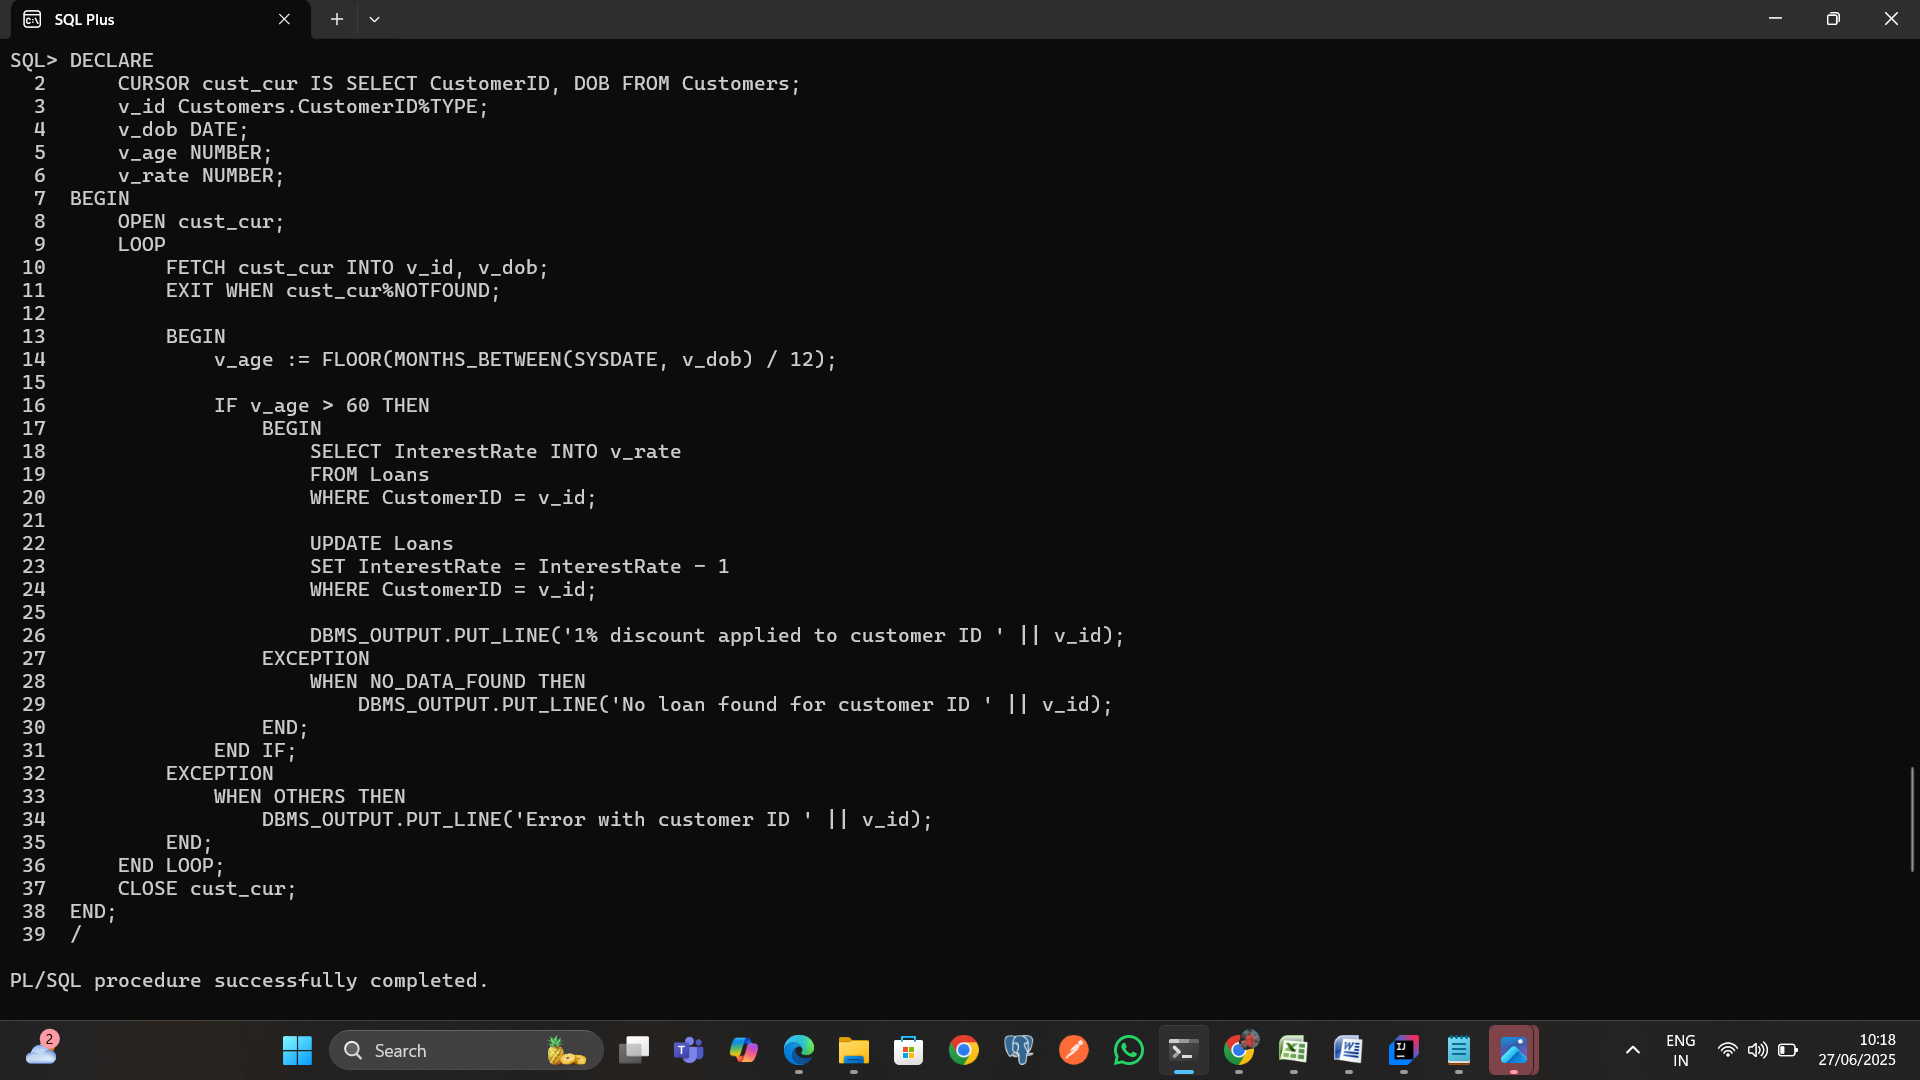 SQL Plus
SQL> DECLARE
  2      CURSOR cust_cur IS SELECT CustomerID, DOB FROM Customers;
  3      v_id Customers.CustomerID%TYPE;
  4      v_dob DATE;
  5      v_age NUMBER;
  6      v_rate NUMBER;
  7  BEGIN
  8      OPEN cust_cur;
  9      LOOP
 10          FETCH cust_cur INTO v_id, v_dob;
 11          EXIT WHEN cust_cur%NOTFOUND;
 12
 13          BEGIN
 14              v_age := FLOOR(MONTHS_BETWEEN(SYSDATE, v_dob) / 12);
 15
 16              IF v_age > 60 THEN
 17                  BEGIN
 18                      SELECT InterestRate INTO v_rate
 19                      FROM Loans
 20                      WHERE CustomerID = v_id;
 21
 22                      UPDATE Loans
 23                      SET InterestRate = InterestRate - 1
 24                      WHERE CustomerID = v_id;
 25
 26                      DBMS_OUTPUT.PUT_LINE('1% discount applied to customer ID ' || v_id);
 27                  EXCEPTION
 28                      WHEN NO_DATA_FOUND THEN
 29                          DBMS_OUTPUT.PUT_LINE('No loan found for customer ID ' || v_id);
 30                  END;
 31              END IF;
 32          EXCEPTION
 33              WHEN OTHERS THEN
 34                  DBMS_OUTPUT.PUT_LINE('Error with customer ID ' || v_id);
 35          END;
 36      END LOOP;
 37      CLOSE cust_cur;
 38  END;
 39  /
PL/SQL procedure successfully completed.
2
Search
ENG
IN
10:18
27/06/2025